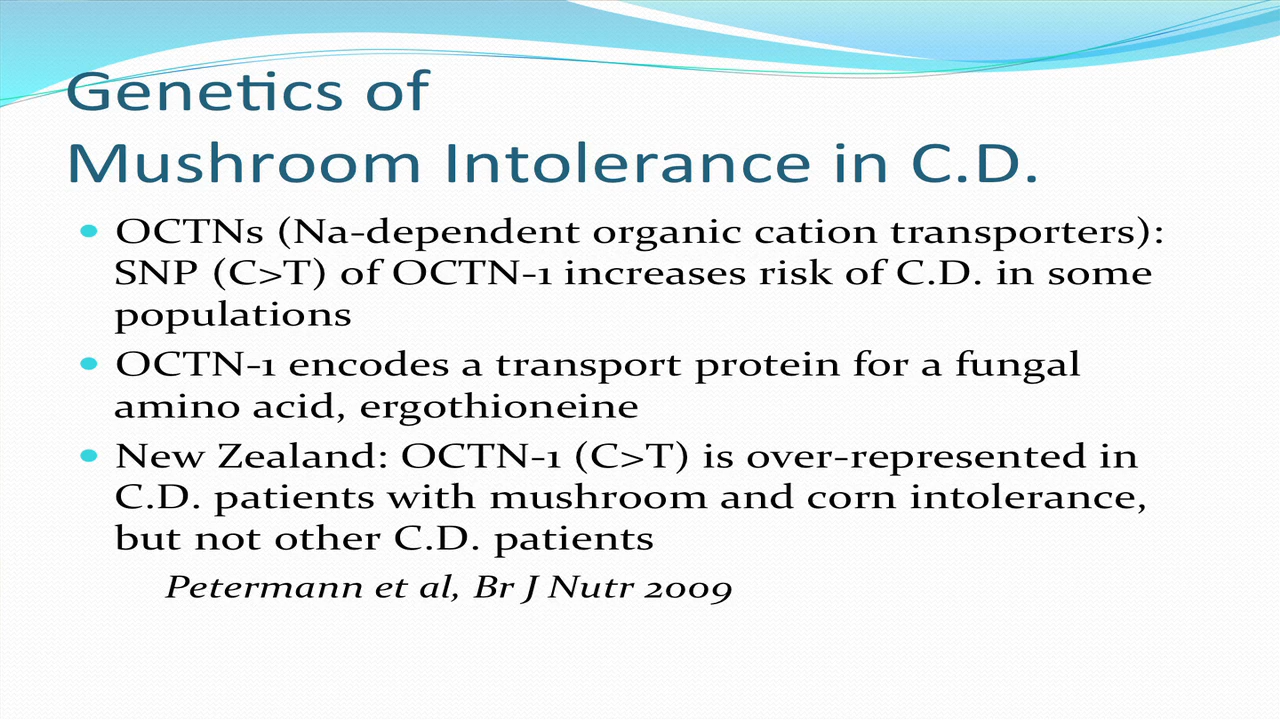 Genetics of
Mushroom Intolerance in C.D.
• OCTNs (Na-dependent organic cation transporters):
SNP (C>T) of OCTN-1 increases risk of C.D. in some
populations
• OCTN-1 encodes a transport protein for a fungal
amino acid, ergothioneine
• New Zealand: OCTN-1 (C>T) is over-represented in
C.D. patients with mushroom and corn intolerance,
but not other C.D. patients
Petermann et al, Br J Nutr 2009